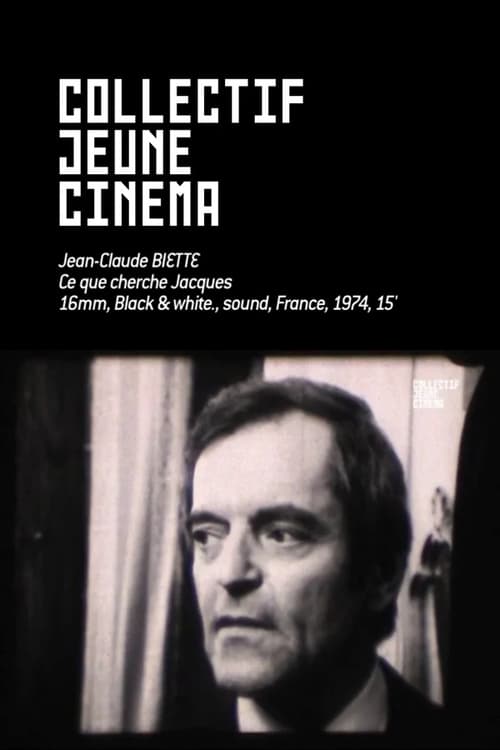 COLLECTIF
JEUNE
CINEMA
Jean-Claude BIETTE
Ce que cherche Jacques
16mm, Black & white., sound, France, 1974, 15'
COLLECTIF
JEUNE
CINEMA